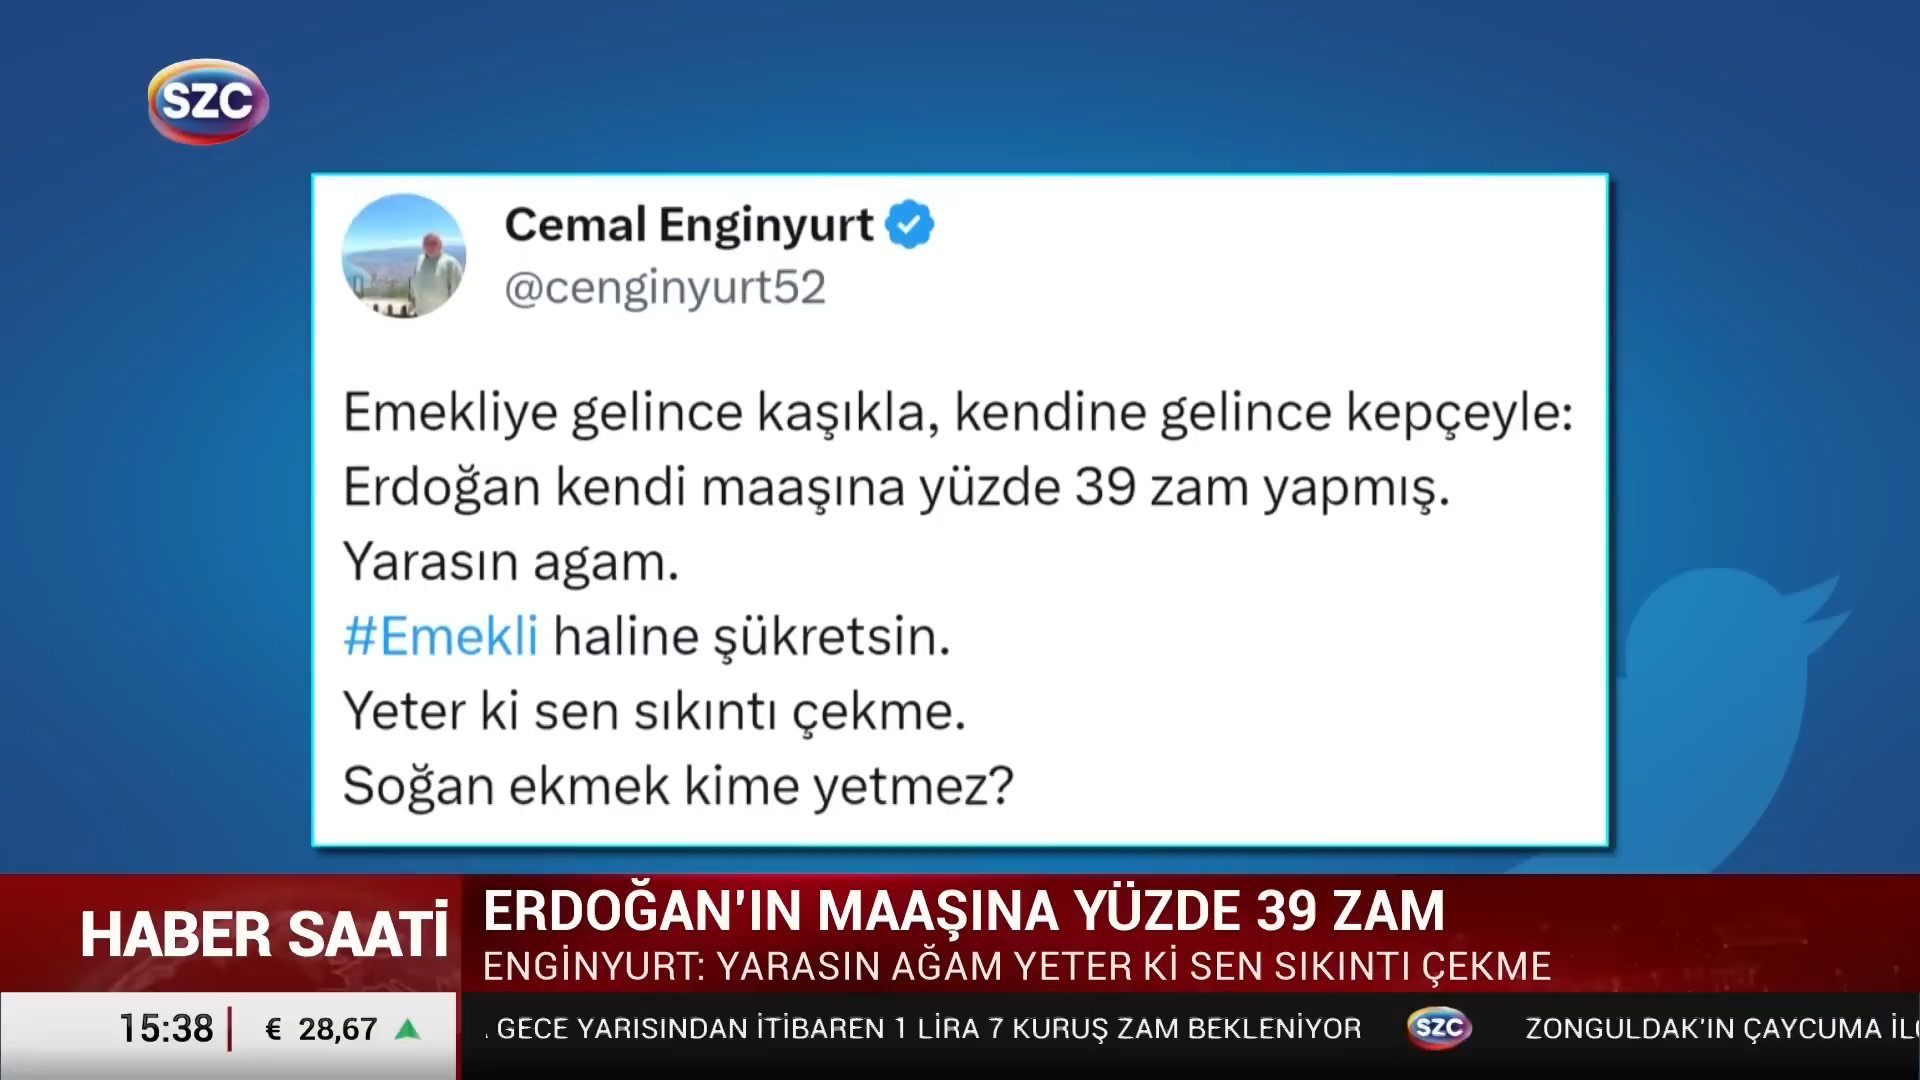 SZC
Cemal Enginyurt
@cenginyurt52
Emekliye gelince kaşıkla, kendine gelince kepçeyle:
Erdoğan kendi maaşına yüzde 39 zam yapmış.
Yarasın agam.
#Emekli haline şükretsin.
Yeter ki sen sıkıntı çekme.
Soğan ekmek kime yetmez?
HABER SAATİ
ERDOĞAN'IN MAAŞINA YÜZDE 39 ZAM
ENGİNYURT: YARASIN AĞAM YETER Kİ SEN SIKINTI ÇEKME
15:38
€ 28,67
GECE YARISINDAN İTİBAREN 1 LİRA 7 KURUŞ ZAM BEKLENİYOR
SZC
ZONGULDAK'IN ÇAYCUMA